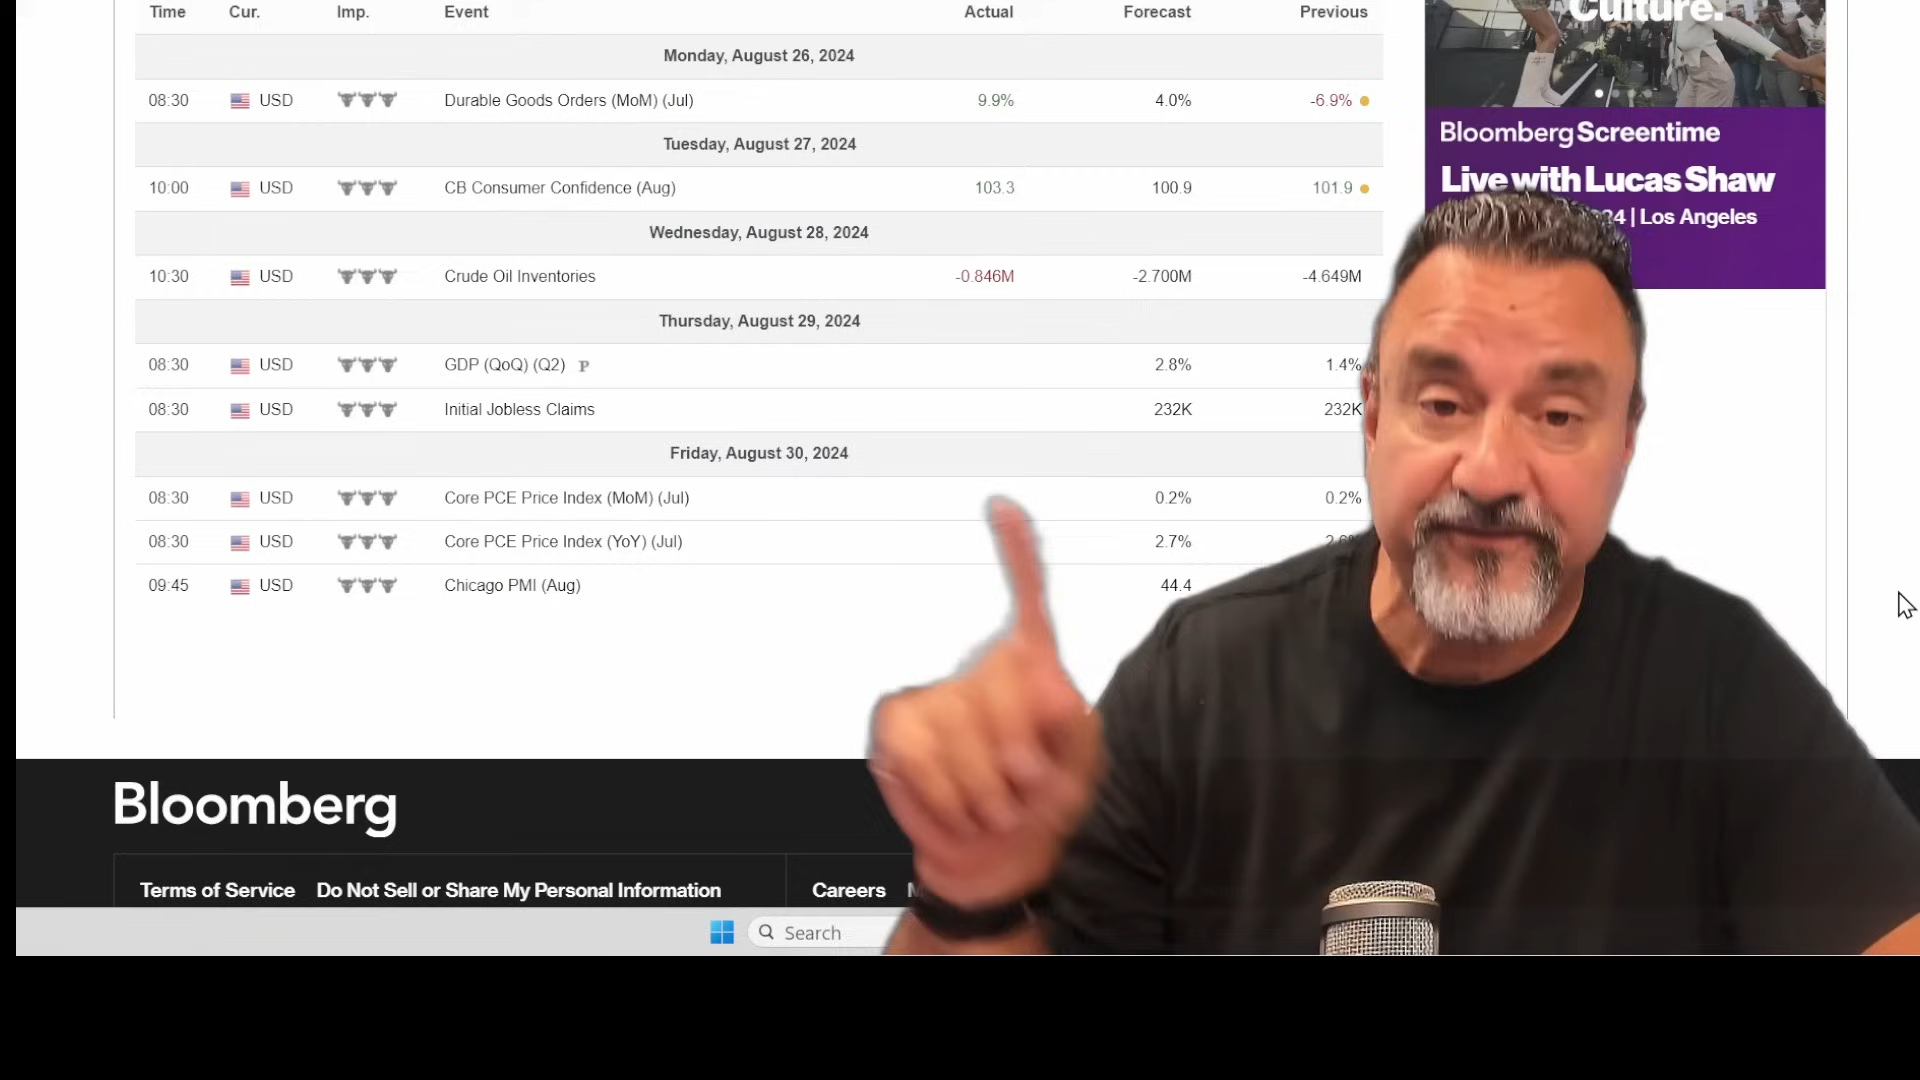 Time Cur. Imp. Event Actual Forecast Previous
Monday, August 26, 2024
08:30 USD Durable Goods Orders (MoM) (Jul) 9.9% 4.0% -6.9%
Tuesday, August 27, 2024
10:00 USD CB Consumer Confidence (Aug) 103.3 100.9 101.9
Wednesday, August 28, 2024
10:30 USD Crude Oil Inventories -0.846M -2.700M -4.649M
Thursday, August 29, 2024
08:30 USD GDP (QoQ) (Q2) P 2.8% 1.4%
08:30 USD Initial Jobless Claims 232K 232K
Friday, August 30, 2024
08:30 USD Core PCE Price Index (MoM) (Jul) 0.2% 0.2%
08:30 USD Core PCE Price Index (YoY) (Jul) 2.7% 2.6%
09:45 USD Chicago PMI (Aug) 44.4
Culture.
Bloomberg Screentime
Live with Lucas Shaw
24 | Los Angeles
Bloomberg
Terms of Service Do Not Sell or Share My Personal Information Careers
Search